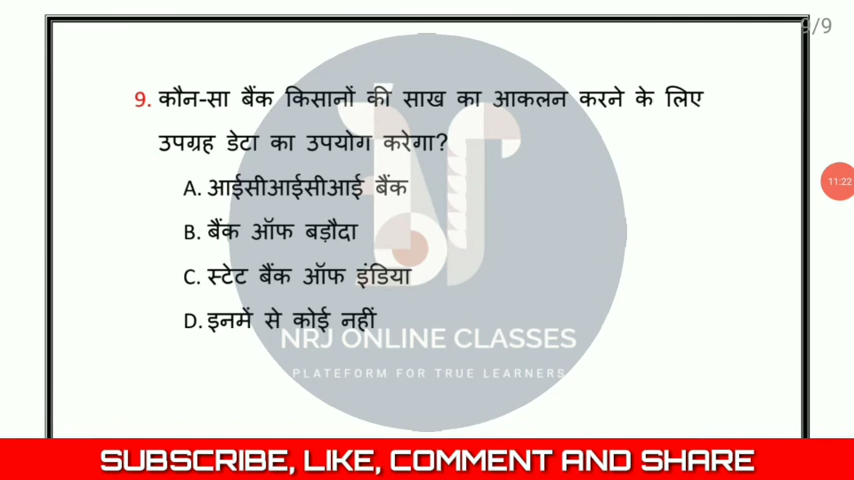 9/9
9. कौन-सा बैंक किसानों की साख का आकलन करने के लिए
उपग्रह डेटा का उपयोग करेगा?
A. आईसीआईसीआई बैंक
B. बैंक ऑफ बड़ौदा
C. स्टेट बैंक ऑफ इंडिया
D. इनमें से कोई नहीं
NRJ ONLINE CLASSES
PLATEFORM FOR TRUE LEARNERS
11:22
SUBSCRIBE, LIKE, COMMENT AND SHARE